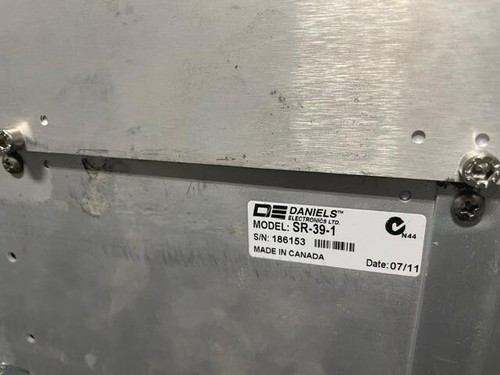 DE DANIELS™
ELECTRONICS LTD.
MODEL: SR-39-1
S/N: 186153
MADE IN CANADA
N44
Date: 07/11